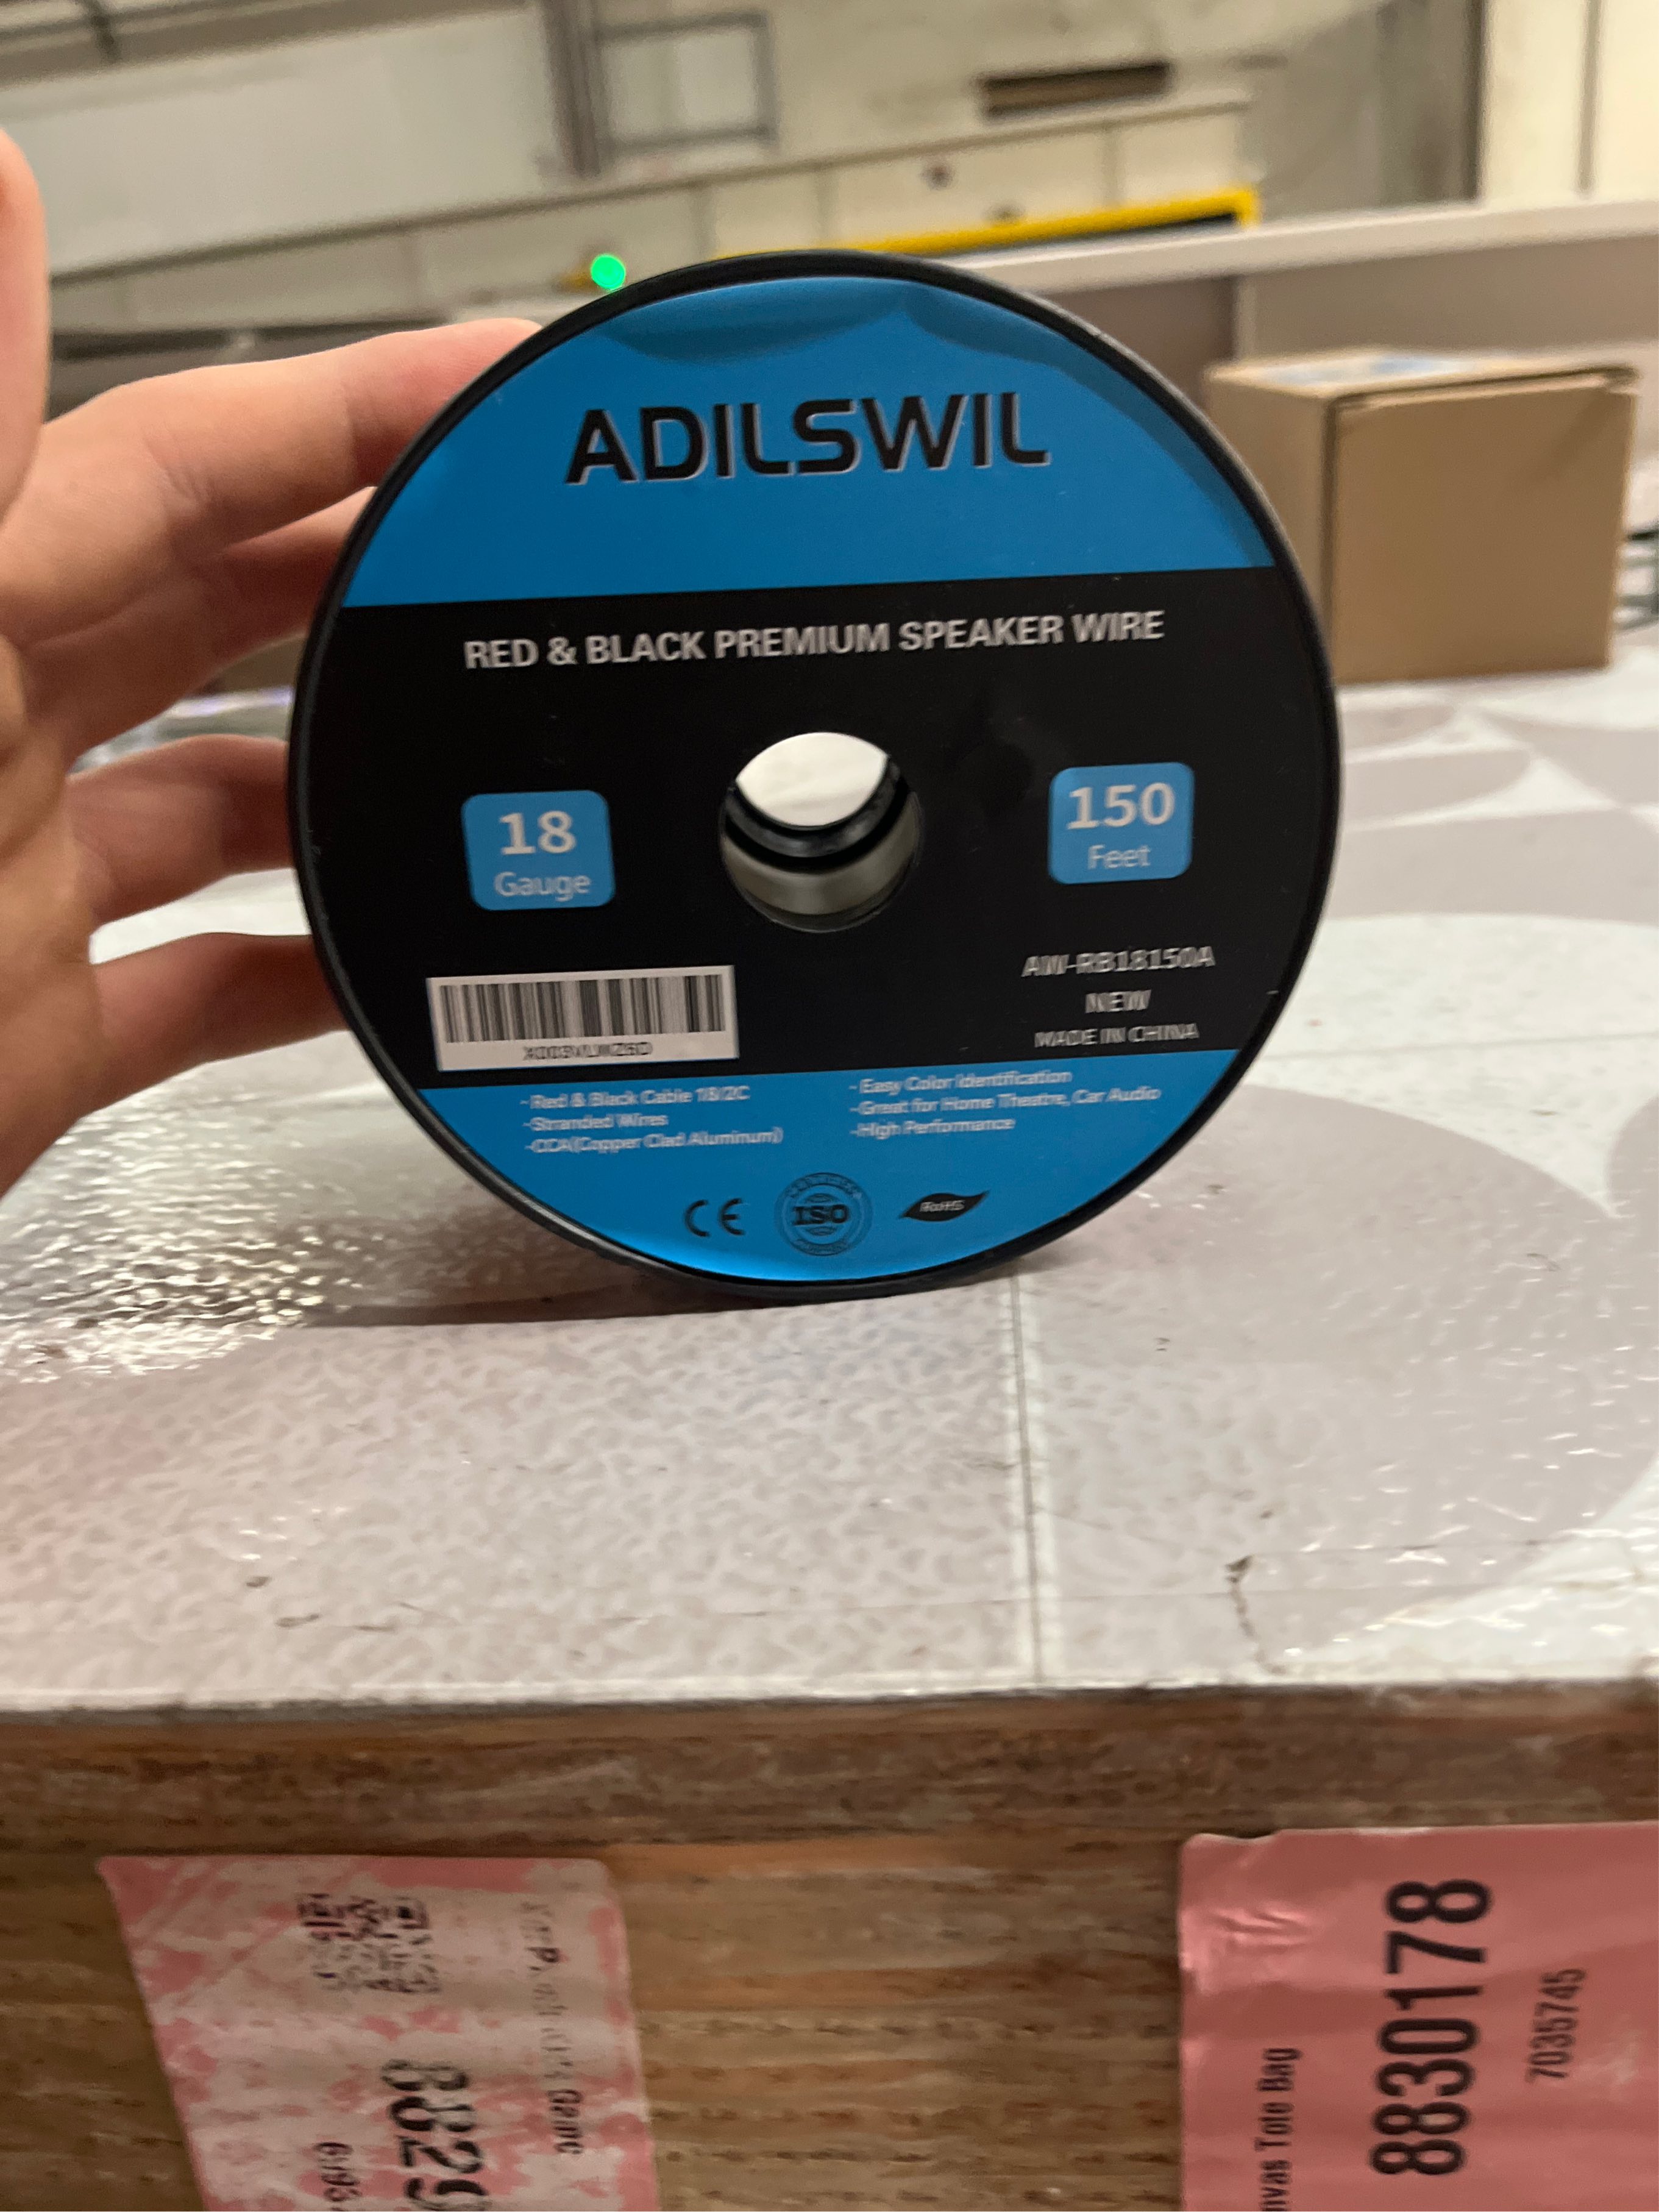 ADILSWIL
RED & BLACK PREMIUM SPEAKER WIRE
18
Gauge
150
Feet
AW-RB18150A
NEW
MADE IN CHINA
-Red & Black Cable 18/2C
-Stranded Wires
-CCA(Copper Clad Aluminum)
-Easy Color Identification
-Great for Home Theatre, Car Audio
-High Performance
CE
ISO
RoHS
Tote Bag
8830178
7035745